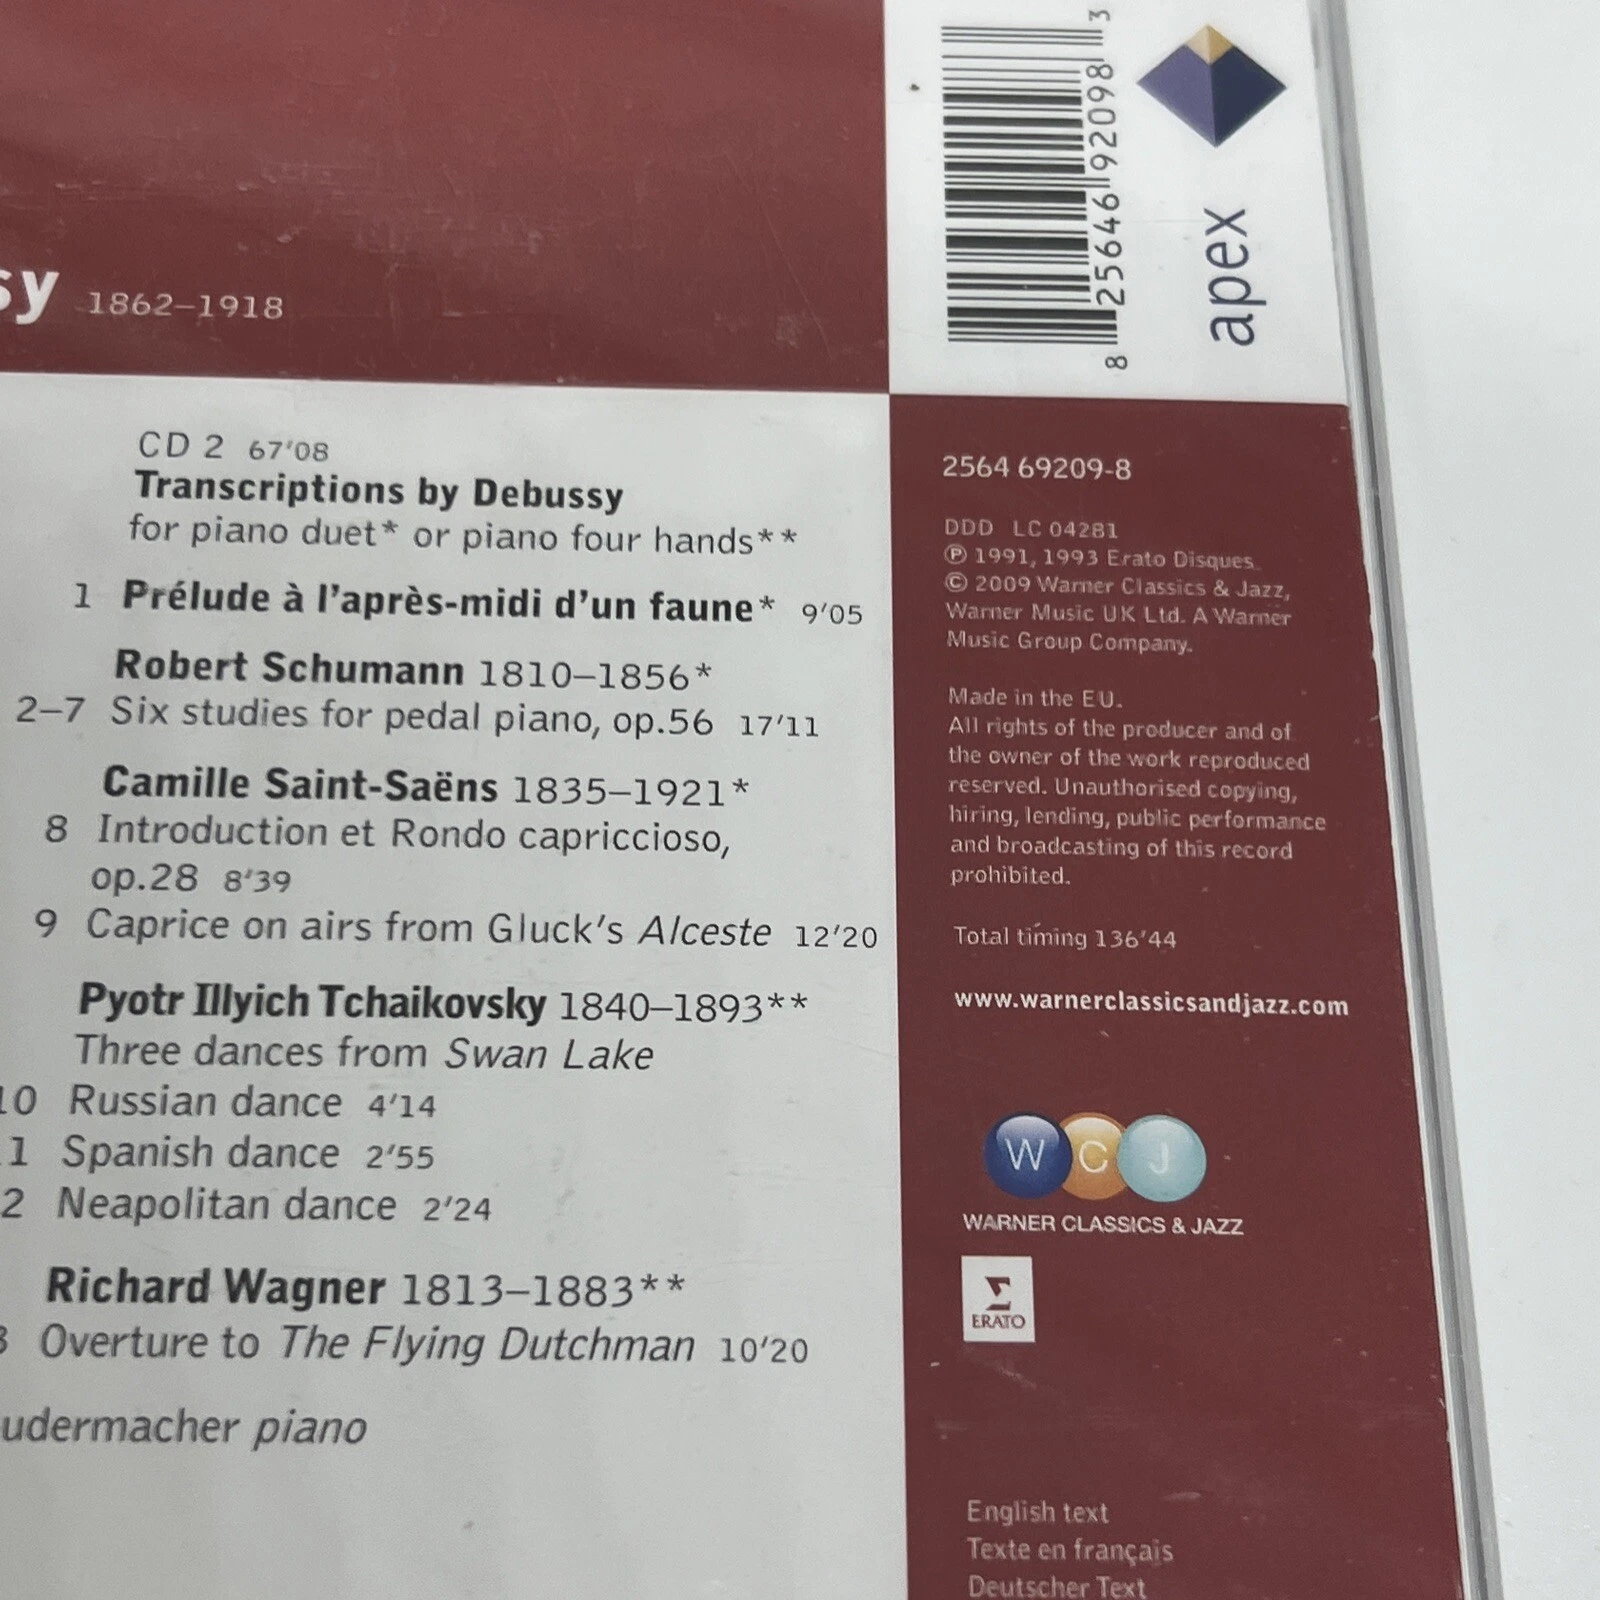 sy 1862–1918
CD 2 67'08
Transcriptions by Debussy
for piano duet* or piano four hands**
1 Prélude à l'après-midi d'un faune* 9'05
Robert Schumann 1810–1856*
2–7 Six studies for pedal piano, op.56 17'11
Camille Saint-Saëns 1835–1921*
8 Introduction et Rondo capriccioso,
op.28 8'39
9 Caprice on airs from Gluck's Alceste 12'20
Pyotr Illyich Tchaikovsky 1840–1893**
Three dances from Swan Lake
10 Russian dance 4'14
1 Spanish dance 2'55
2 Neapolitan dance 2'24
Richard Wagner 1813–1883**
3 Overture to The Flying Dutchman 10'20
udermacher piano
8 25646 92098 3
apex
2564 69209-8
DDD LC 04281
Ⓟ 1991, 1993 Erato Disques.
© 2009 Warner Classics & Jazz,
Warner Music UK Ltd. A Warner
Music Group Company.
Made in the EU.
All rights of the producer and of
the owner of the work reproduced
reserved. Unauthorised copying,
hiring, lending, public performance
and broadcasting of this record
prohibited.
Total timing 136'44
www.warnerclassicsandjazz.com
W C J
WARNER CLASSICS & JAZZ
ERATO
English text
Texte en français
Deutscher Text